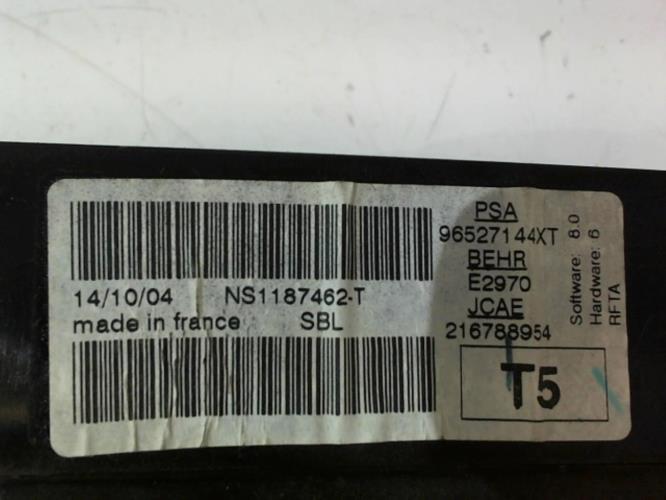 14/10/04 NS1187462-T
made in france SBL
PSA
96527144XT
BEHR
E2970
JCAE
216788954
T5
Software: 8.0
Hardware: 6
RFTA